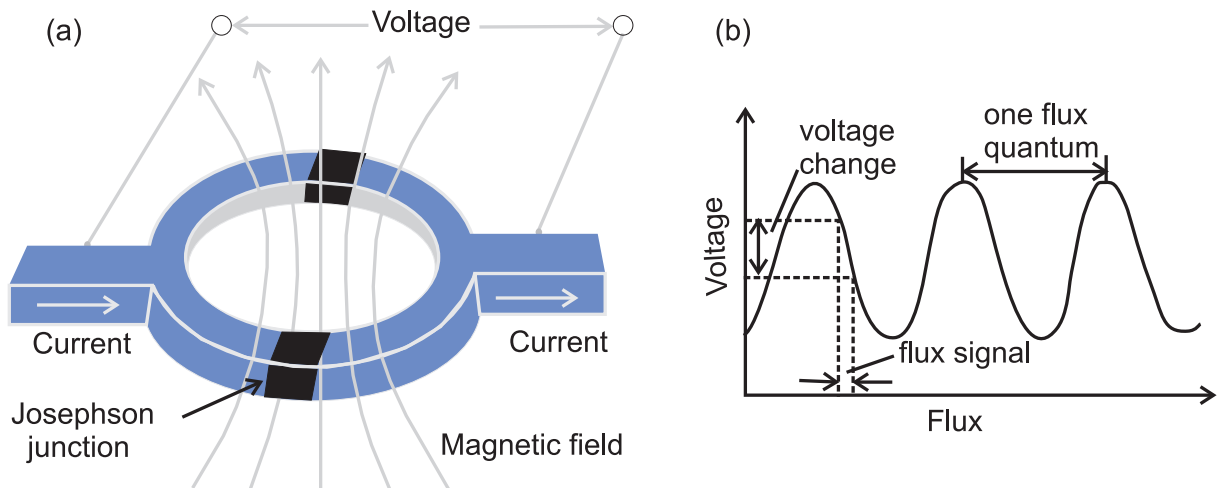 (a)
Voltage
Current
Current
Josephson
junction
Magnetic field
(b)
voltage
change
one flux
quantum
Voltage
flux signal
Flux